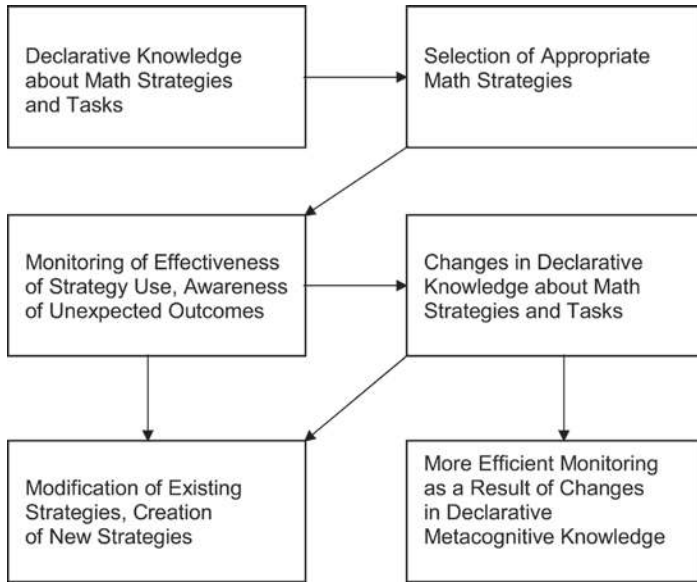 Declarative Knowledge
about Math Strategies
and Tasks
Selection of Appropriate
Math Strategies
Monitoring of Effectiveness
of Strategy Use, Awareness
of Unexpected Outcomes
Changes in Declarative
Knowledge about Math
Strategies and Tasks
Modification of Existing
Strategies, Creation
of New Strategies
More Efficient Monitoring
as a Result of Changes
in Declarative
Metacognitive Knowledge